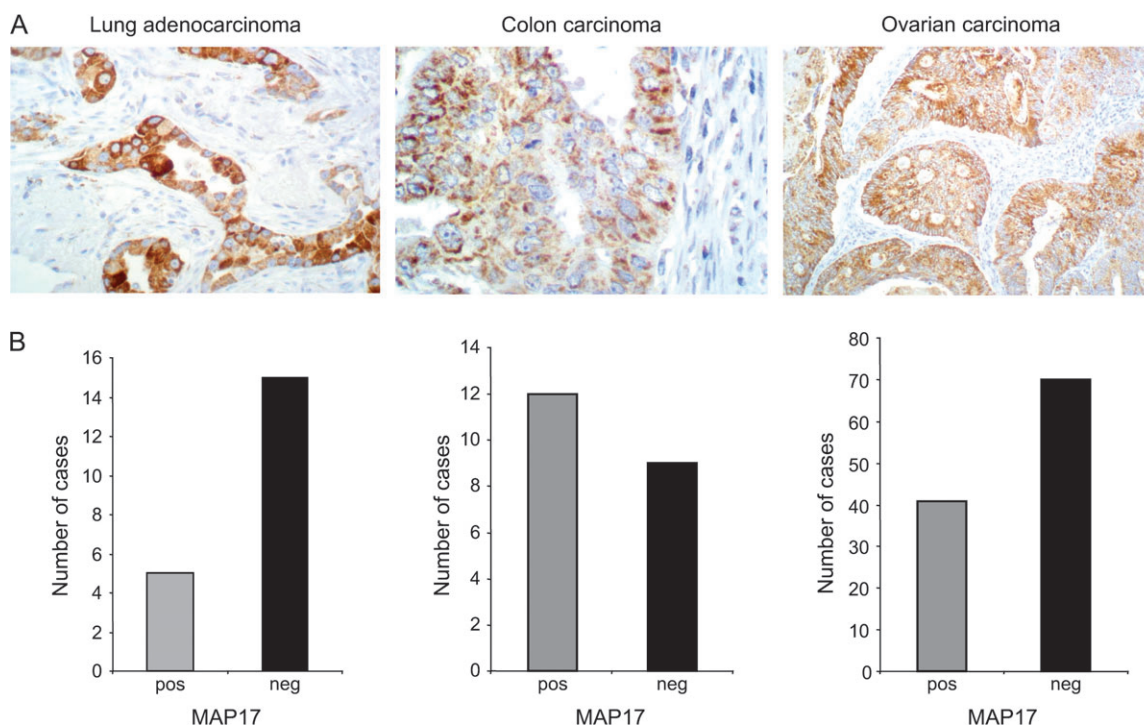 A
Lung adenocarcinoma
Colon carcinoma
Ovarian carcinoma
B
Number of cases
16
14
12
10
8
6
4
2
0
pos neg
MAP17
Number of cases
14
12
10
8
6
4
2
0
pos neg
MAP17
Number of cases
80
70
60
50
40
30
20
10
0
pos neg
MAP17